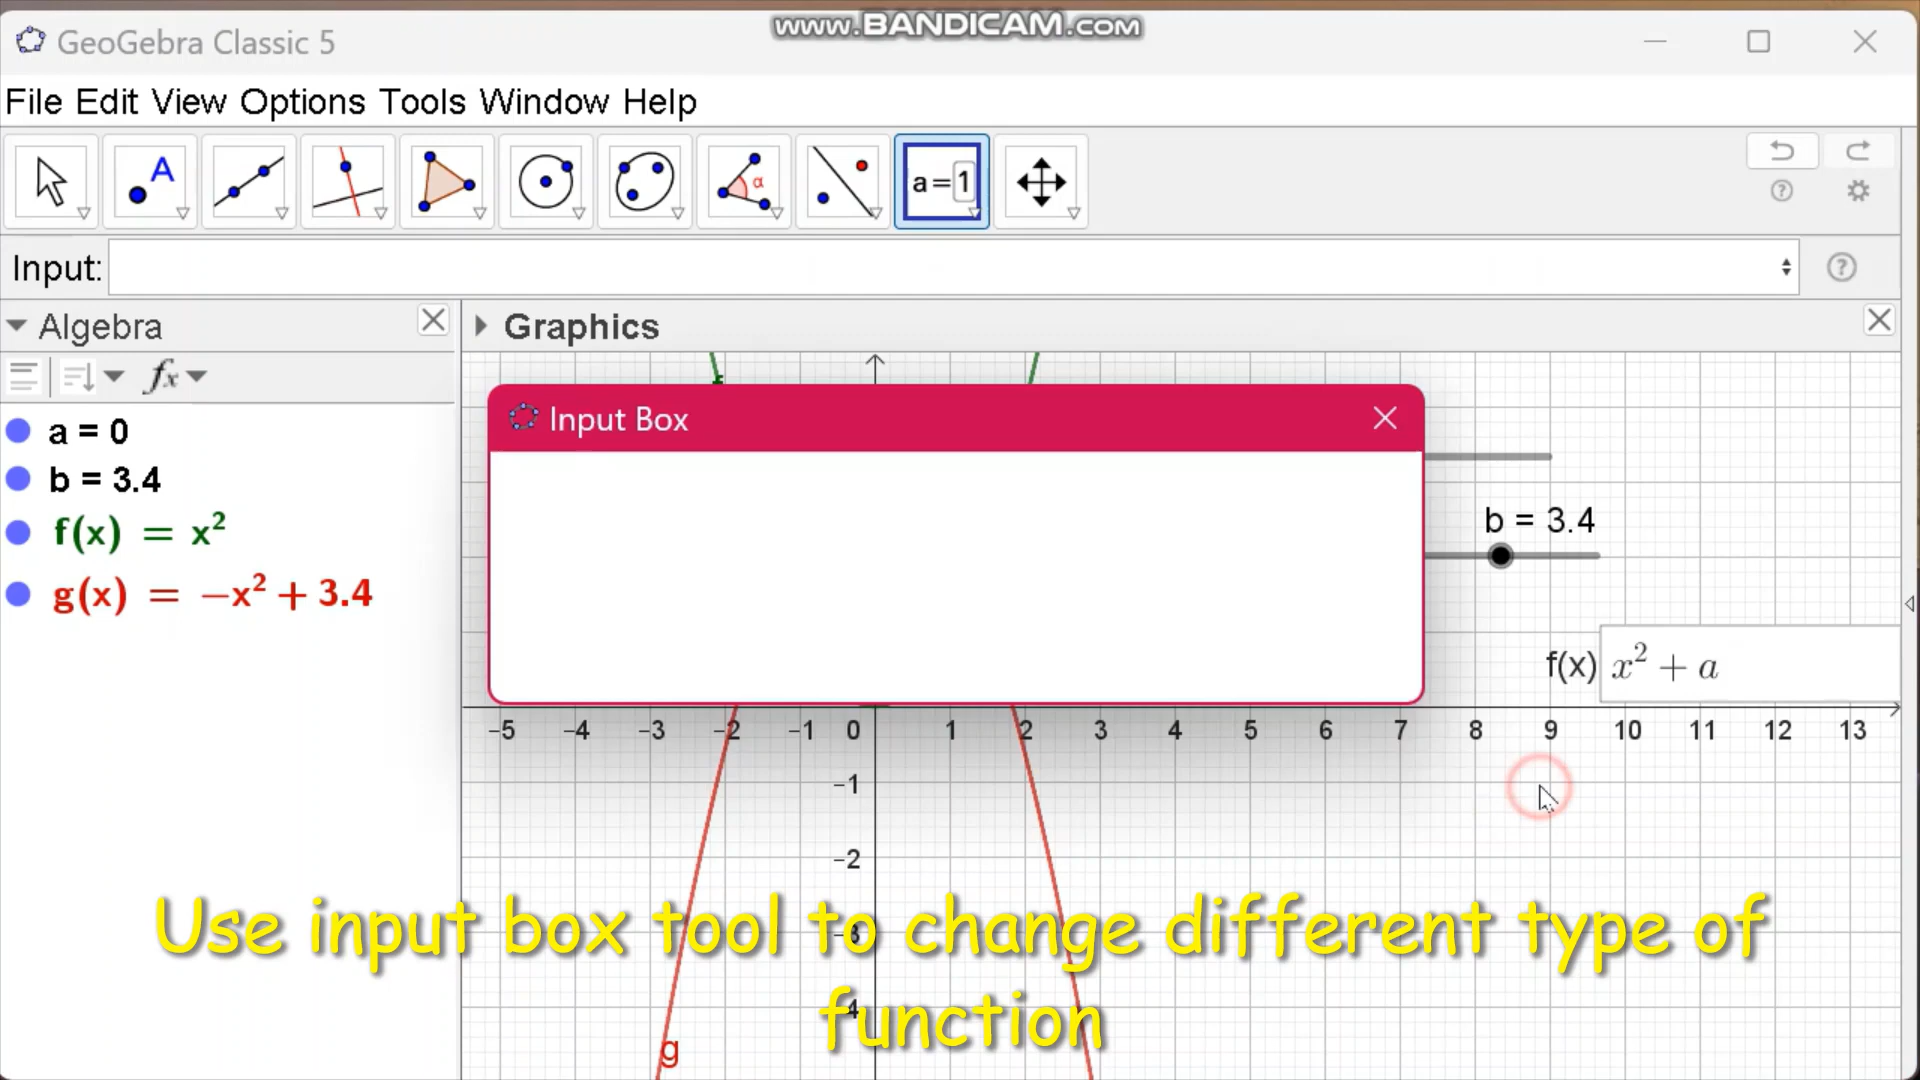 www.BANDICAM.com
GeoGebra Classic 5
File Edit View Options Tools Window Help
A
α
a=1
Input:
Algebra
Graphics
fx
a = 0
b = 3.4
f(x) = x²
g(x) = −x² + 3.4
Input Box
b = 3.4
f(x) x² + a
−5 −4 −3 −2 −1 0 1 2 3 4 5 6 7 8 9 10 11 12 13
−1
−2
Use input box tool to change different type of
function
g